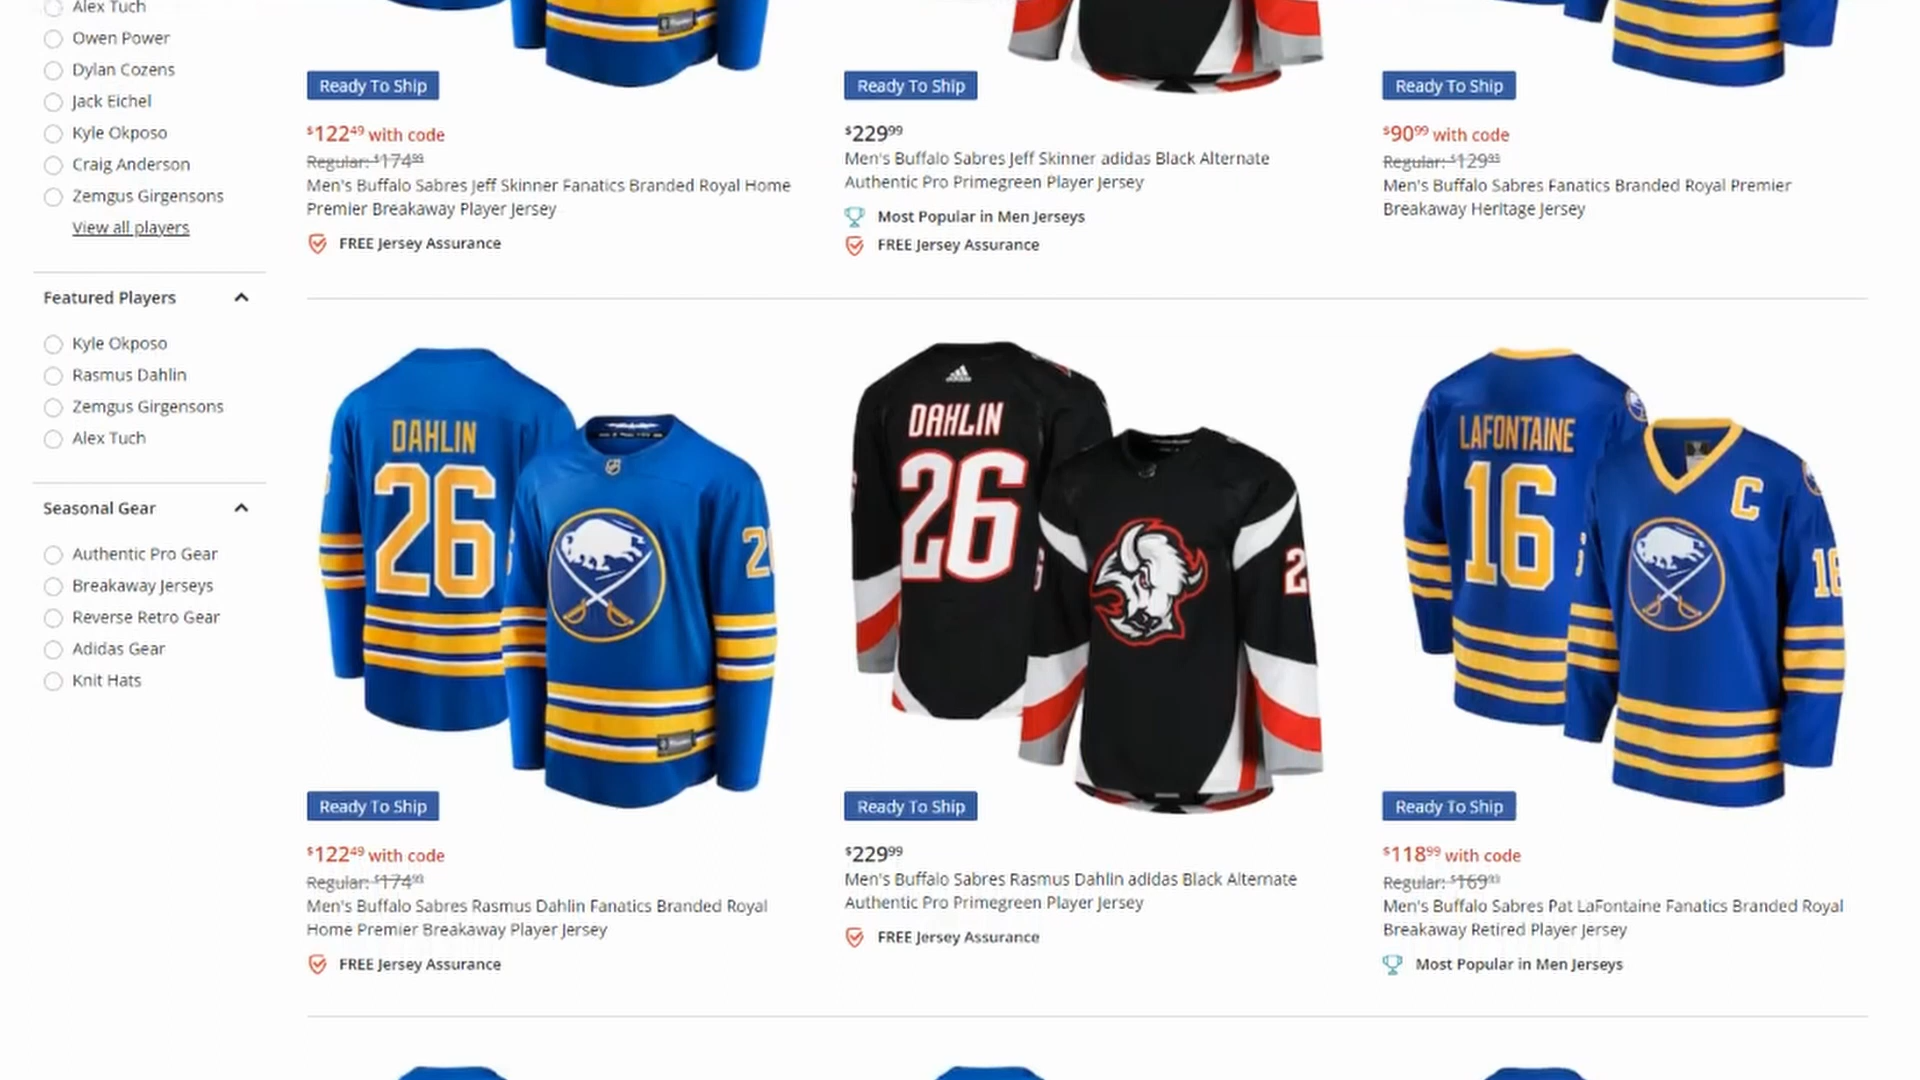 Alex Tuch
Owen Power
Dylan Cozens
Jack Eichel
Kyle Okposo
Craig Anderson
Zemgus Girgensons
View all players
Featured Players
Kyle Okposo
Rasmus Dahlin
Zemgus Girgensons
Alex Tuch
Seasonal Gear
Authentic Pro Gear
Breakaway Jerseys
Reverse Retro Gear
Adidas Gear
Knit Hats
Ready To Ship
$122.49 with code
Regular: $174.99
Men's Buffalo Sabres Jeff Skinner Fanatics Branded Royal Home
Premier Breakaway Player Jersey
FREE Jersey Assurance
Ready To Ship
$229.99
Men's Buffalo Sabres Jeff Skinner adidas Black Alternate
Authentic Pro Primegreen Player Jersey
Most Popular in Men Jerseys
FREE Jersey Assurance
Ready To Ship
$90.99 with code
Regular: $129.99
Men's Buffalo Sabres Fanatics Branded Royal Premier
Breakaway Heritage Jersey
DAHLIN
26
2
Ready To Ship
$122.49 with code
Regular: $174.99
Men's Buffalo Sabres Rasmus Dahlin Fanatics Branded Royal
Home Premier Breakaway Player Jersey
FREE Jersey Assurance
DAHLIN
26
2
Ready To Ship
$229.99
Men's Buffalo Sabres Rasmus Dahlin adidas Black Alternate
Authentic Pro Primegreen Player Jersey
FREE Jersey Assurance
LAFONTAINE
16
C
16
Ready To Ship
$118.99 with code
Regular: $169.99
Men's Buffalo Sabres Pat LaFontaine Fanatics Branded Royal
Breakaway Retired Player Jersey
Most Popular in Men Jerseys